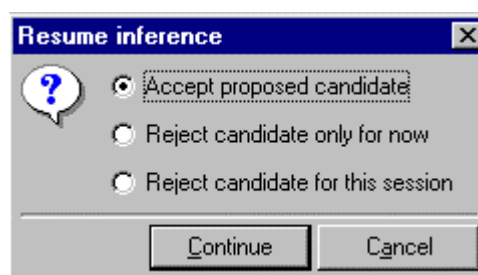 Resume inference
?
Accept proposed candidate
Reject candidate only for now
Reject candidate for this session
Continue
Cancel